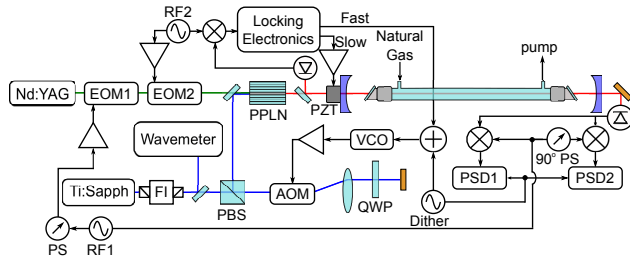 RF2
Locking
Electronics
Fast
Slow
Natural
Gas
pump
Nd:YAG
EOM1
EOM2
PPLN
PZT
Wavemeter
VCO
90° PS
PSD1
PSD2
Ti:Sapph
FI
PBS
AOM
QWP
Dither
PS
RF1